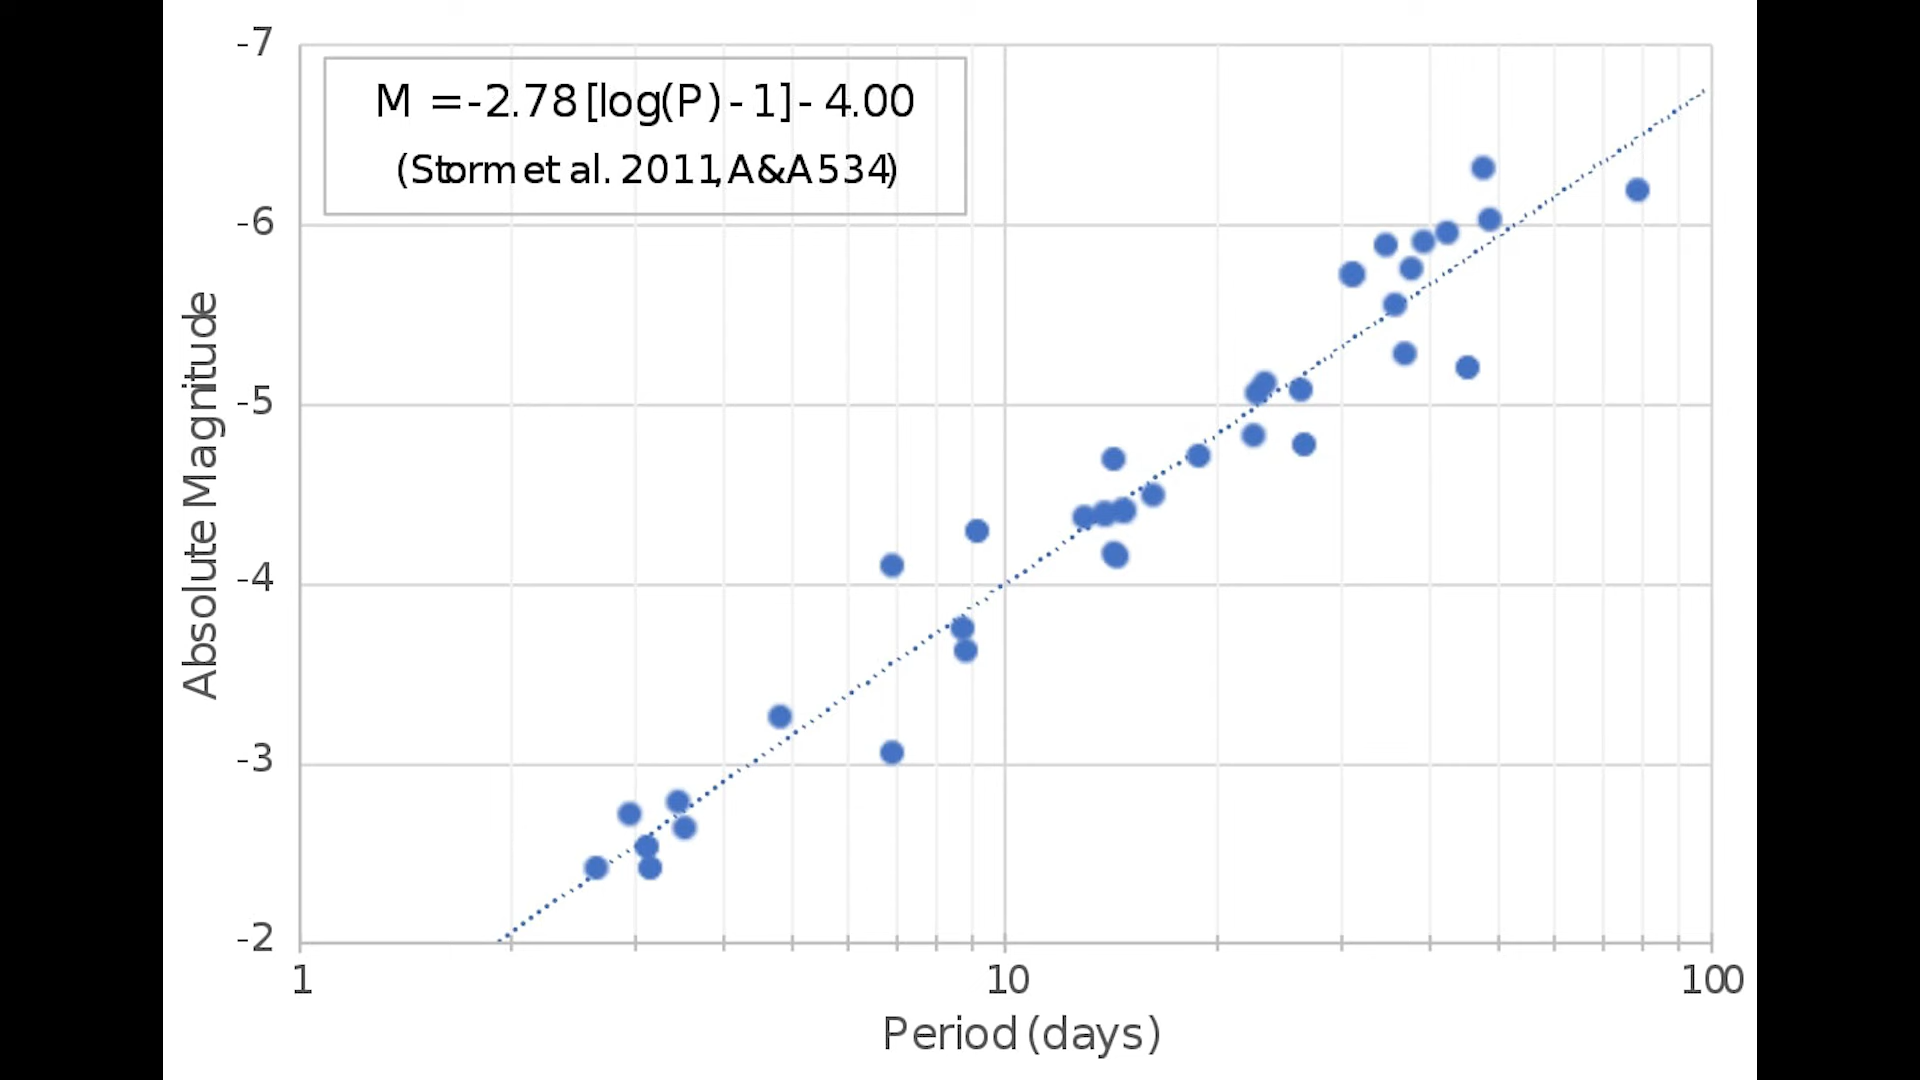 -7
M = -2.78 [log(P) - 1] - 4.00
(Storm et al. 2011, A&A 534)
-6
-5
-4
-3
-2
Absolute Magnitude
1 10 100
Period (days)